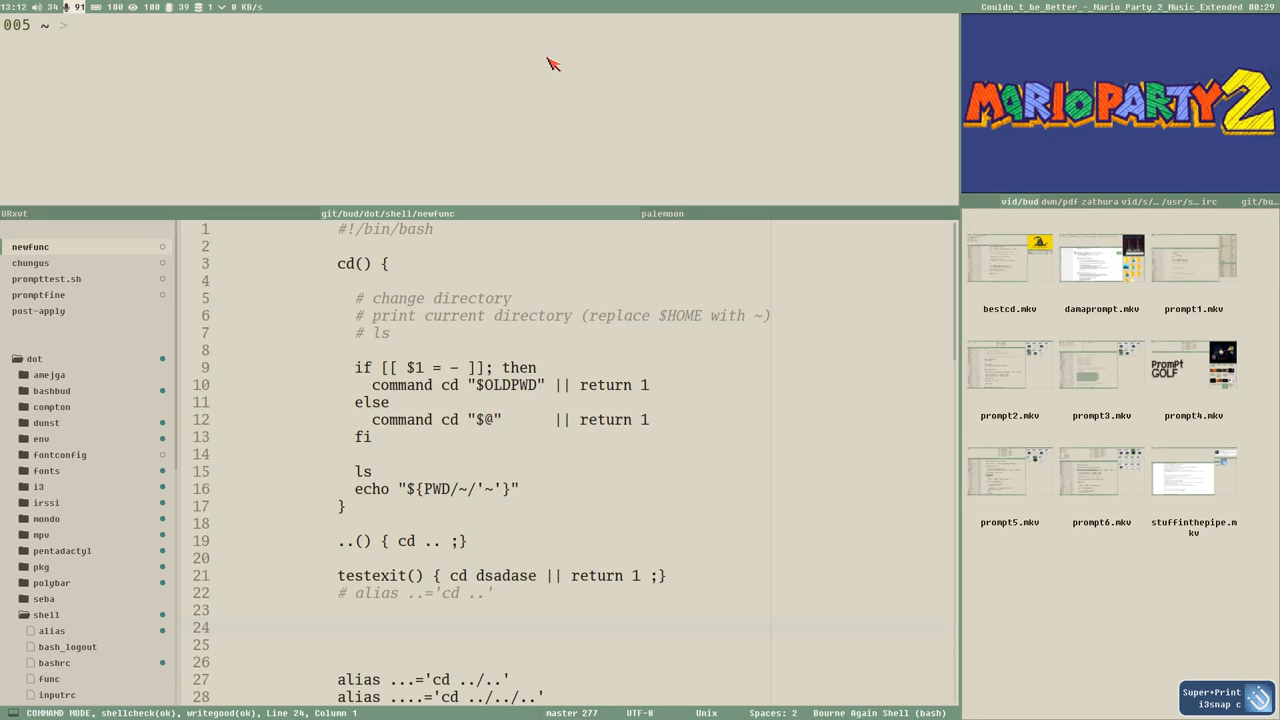 13:12 34 91 100 100 39 1 0 KB/s
Couldn_t_be_Better_-_Mario_Party_2_Music_Extended 00:29
005 ~ >
MARIO PARTY 2
URxvt
git/bud/dot/shell/newfunc
palemoon
vid/bud dwn/pdf zathura vid/s/… /usr/s… irc git/bu…
newfunc
chungus
prompttest.sh
promptfine
post-apply
dot
amejga
bashbud
compton
dunst
env
fontconfig
fonts
i3
irssi
mondo
mpv
pentadactyl
pkg
polybar
seba
shell
alias
bash_logout
bashrc
func
inputrc
1 #!/bin/bash
2
3 cd() {
4
5 # change directory
6 # print current directory (replace $HOME with ~)
7 # ls
8
9 if [[ $1 = - ]]; then
10 command cd "$OLDPWD" || return 1
11 else
12 command cd "$@" || return 1
13 fi
14
15 ls
16 echo "${PWD/~/'~'}"
17 }
18
19 ..() { cd .. ;}
20
21 testexit() { cd dsadase || return 1 ;}
22 # alias ..='cd ..'
23
24
25
26
27 alias ...='cd ../..'
28 alias ....='cd ../../..'
bestcd.mkv damaprompt.mkv prompt1.mkv
PromPt
GOLF
prompt2.mkv prompt3.mkv prompt4.mkv
prompt5.mkv prompt6.mkv stuffinthepipe.m
kv
Super+Print
i3snap c
COMMAND MODE, shellcheck(ok), writegood(ok), Line 24, Column 1
master 277 UTF-8 Unix Spaces: 2 Bourne Again Shell (bash)